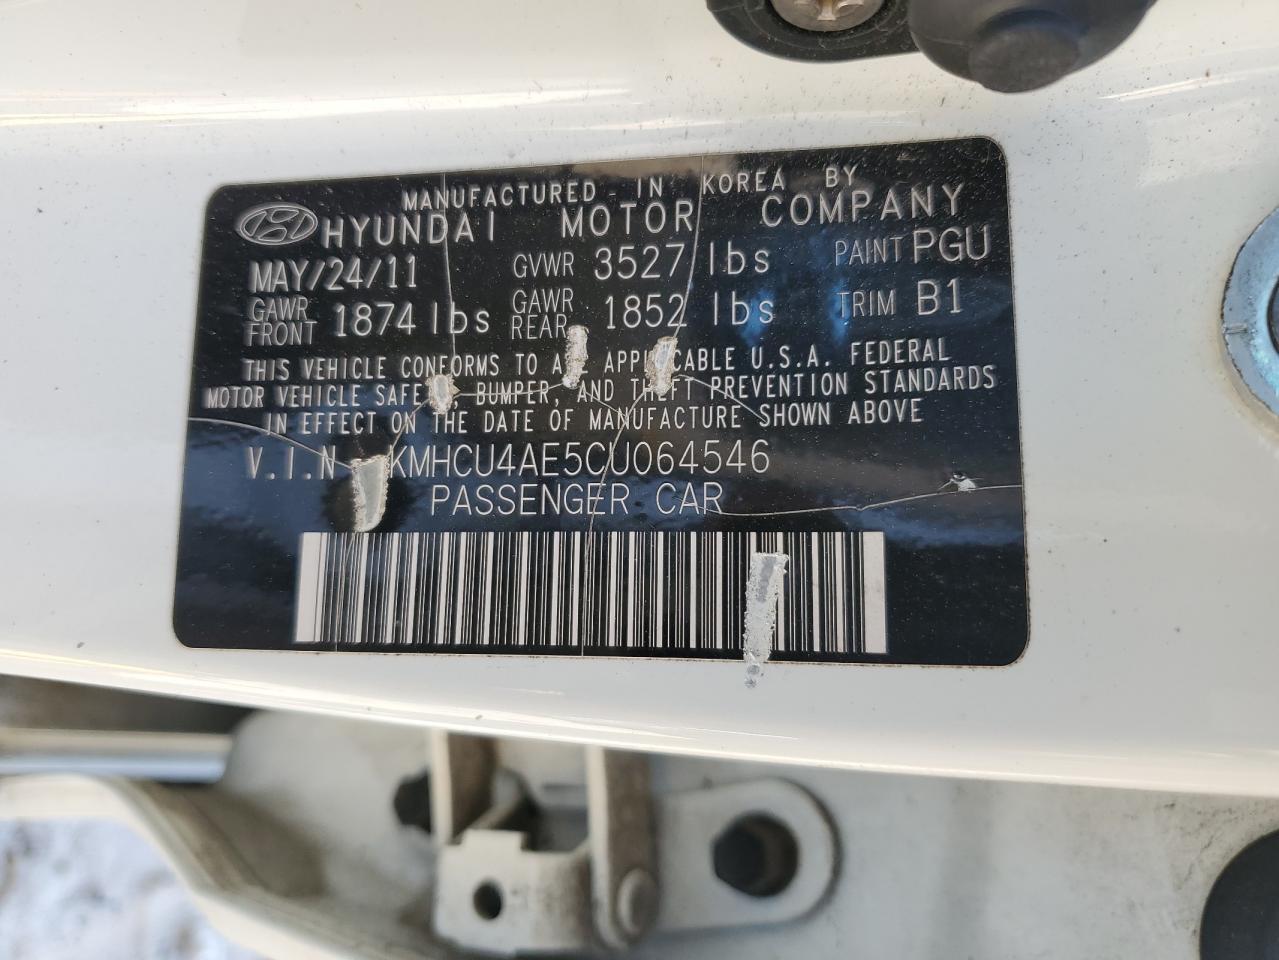 MANUFACTURED IN KOREA BY
HYUNDAI MOTOR COMPANY
MAY/24/11 GVWR 3527 lbs PAINT PGU
GAWR FRONT 1874 lbs GAWR REAR 1852 lbs TRIM B1
THIS VEHICLE CONFORMS TO APPLICABLE U.S.A. FEDERAL
MOTOR VEHICLE BUMPER, AND THEFT PREVENTION STANDARDS
IN EFFECT ON THE DATE OF MANUFACTURE SHOWN ABOVE
V.I.N KMHCU4AE5CU064546
PASSENGER CAR